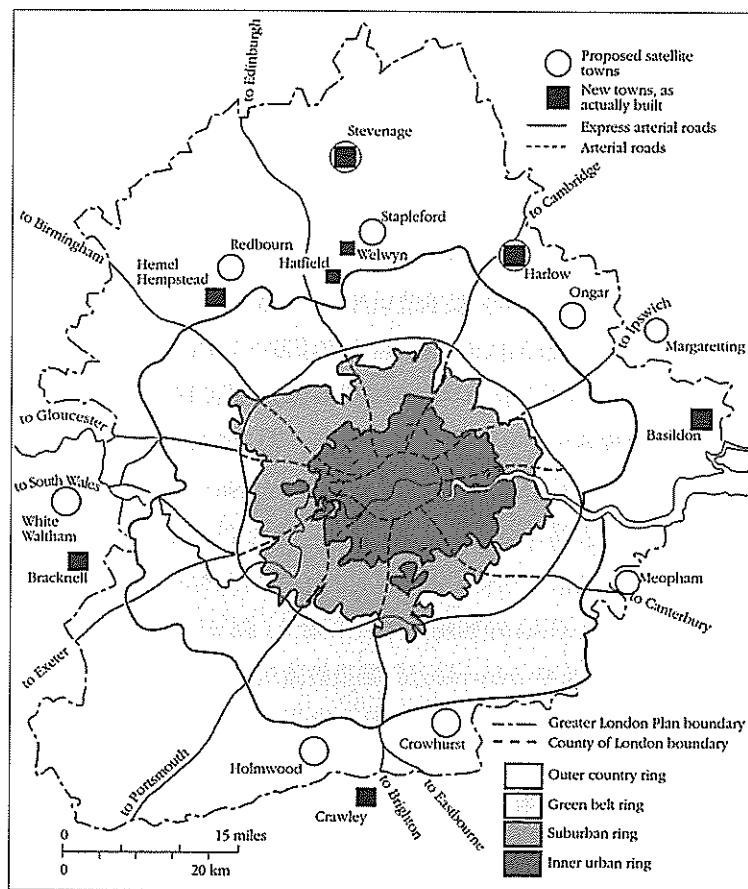 to Edinburgh
Proposed satellite
towns
New towns, as
actually built
Express arterial roads
Arterial roads
Stevenage
to Cambridge
to Birmingham
Stapleford
Redbourn
Welwyn
Hemel
Hempstead
Hatfield
Harlow
Ongar
to Ipswich
Margaretting
to Gloucester
Basildon
to South Wales
White
Waltham
Bracknell
Meopham
to Canterbury
to Exeter
Greater London Plan boundary
County of London boundary
Crowhurst
Holmwood
to Portsmouth
Outer country ring
Green belt ring
Suburban ring
Inner urban ring
Crawley
to Brighton
to Eastbourne
0 15 miles
0 20 km